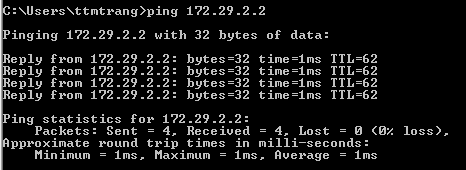 C:\Users\ttmtrang>ping 172.29.2.2
Pinging 172.29.2.2 with 32 bytes of data:
Reply from 172.29.2.2: bytes=32 time=1ms TTL=62
Reply from 172.29.2.2: bytes=32 time=1ms TTL=62
Reply from 172.29.2.2: bytes=32 time=1ms TTL=62
Reply from 172.29.2.2: bytes=32 time=1ms TTL=62
Ping statistics for 172.29.2.2:
    Packets: Sent = 4, Received = 4, Lost = 0 (0% loss),
Approximate round trip times in milli-seconds:
    Minimum = 1ms, Maximum = 1ms, Average = 1ms